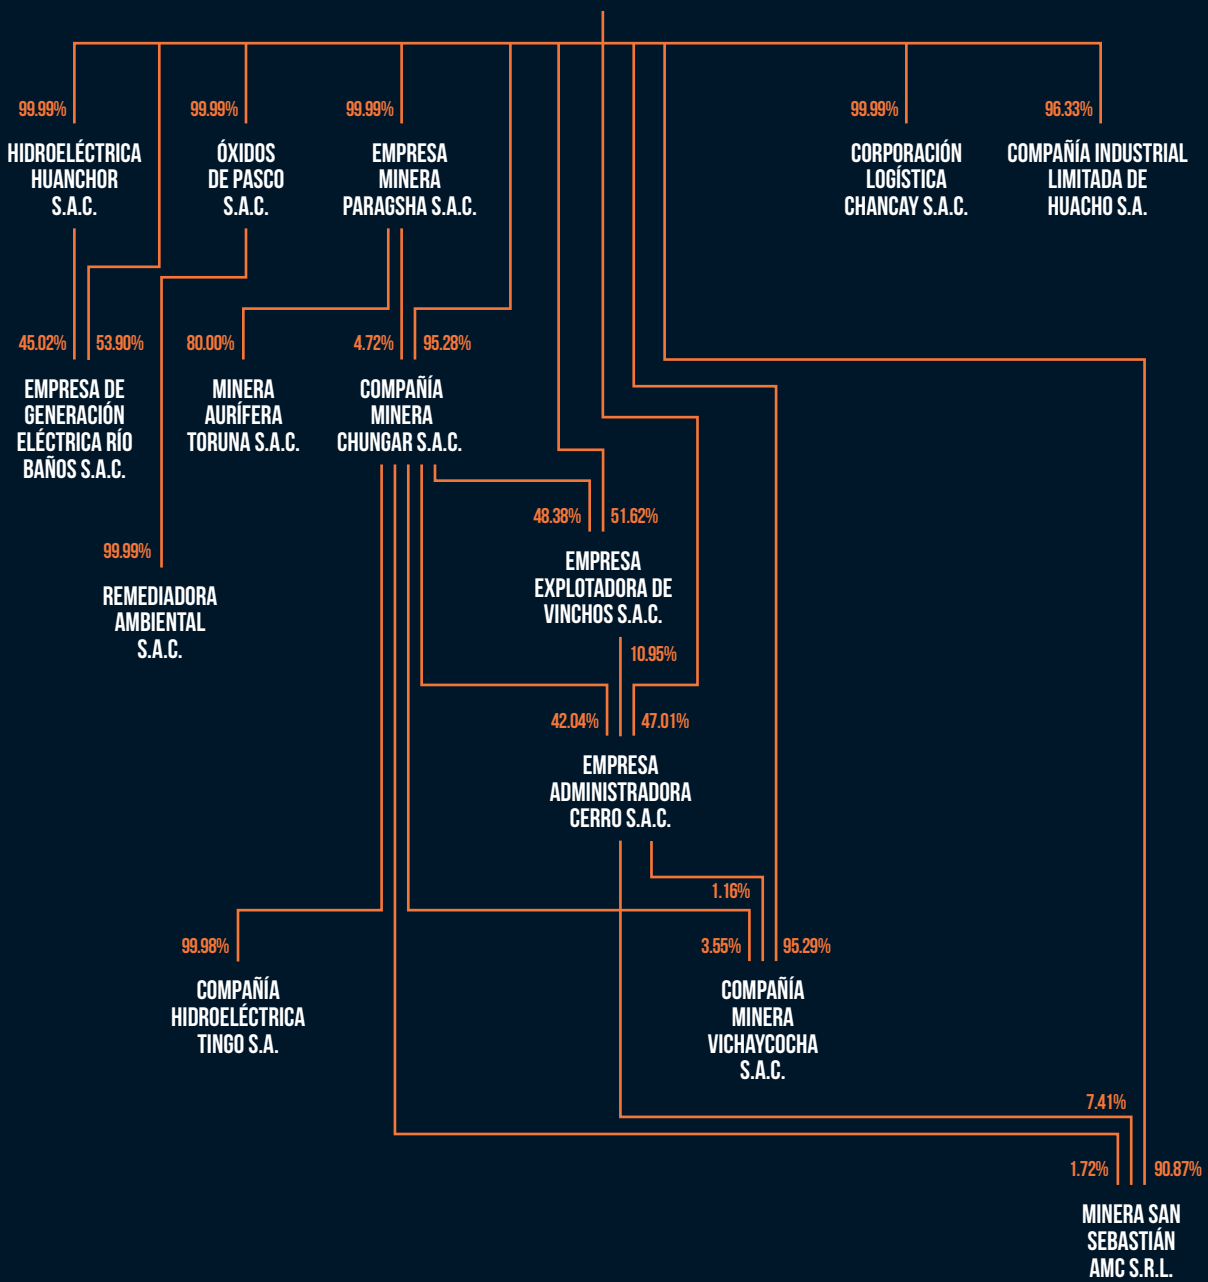 99.99%
99.99%
99.99%
99.99%
96.33%
HIDROELÉCTRICA
HUANCHOR
S.A.C.
ÓXIDOS
DE PASCO
S.A.C.
EMPRESA
MINERA
PARAGSHA S.A.C.
CORPORACIÓN
LOGÍSTICA
CHANCAY S.A.C.
COMPAÑÍA INDUSTRIAL
LIMITADA DE
HUACHO S.A.
45.02%
53.90%
80.00%
4.72%
95.28%
EMPRESA DE
GENERACIÓN
ELÉCTRICA RÍO
BAÑOS S.A.C.
MINERA
AURÍFERA
TORUNA S.A.C.
COMPAÑÍA
MINERA
CHUNGAR S.A.C.
48.38%
51.62%
99.99%
EMPRESA
EXPLOTADORA DE
VINCHOS S.A.C.
REMEDIADORA
AMBIENTAL
S.A.C.
10.95%
42.04%
47.01%
EMPRESA
ADMINISTRADORA
CERRO S.A.C.
1.16%
99.98%
3.55%
95.29%
COMPAÑÍA
HIDROELÉCTRICA
TINGO S.A.
COMPAÑÍA
MINERA
VICHAYCOCHA
S.A.C.
7.41%
1.72%
90.87%
MINERA SAN
SEBASTIÁN
AMC S.R.L.